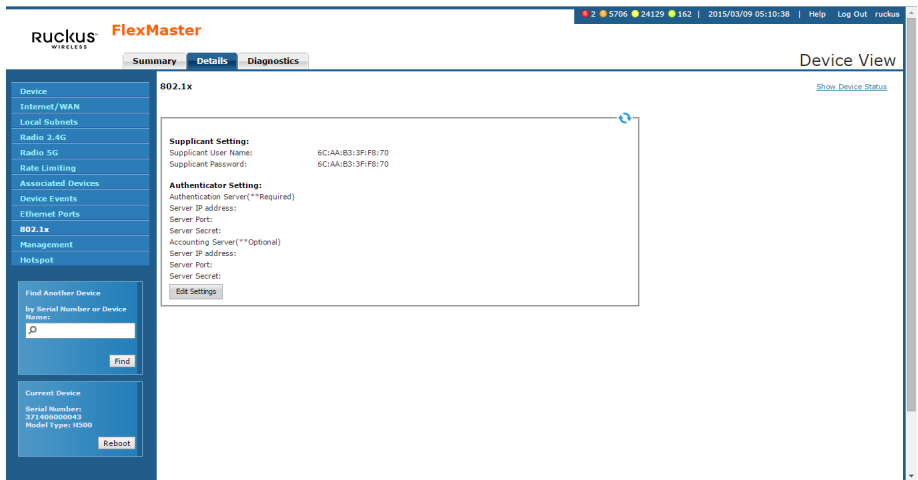 2 5706 24129 162 | 2015/03/09 05:10:38 | Help Log Out ruckus
Ruckus WIRELESS
FlexMaster
Summary Details Diagnostics
Device View
Device
Internet/WAN
Local Subnets
Radio 2.4G
Radio 5G
Rate Limiting
Associated Devices
Device Events
Ethernet Ports
802.1x
Management
Hotspot
Find Another Device
by Serial Number or Device
Name:
Find
Current Device
Serial Number:
371406000043
Model Type: H500
Reboot
802.1x
Show Device Status
Supplicant Setting:
Supplicant User Name: 6C:AA:B3:3F:F8:70
Supplicant Password: 6C:AA:B3:3F:F8:70
Authenticator Setting:
Authentication Server(**Required)
Server IP address:
Server Port:
Server Secret:
Accounting Server(**Optional)
Server IP address:
Server Port:
Server Secret:
Edit Settings